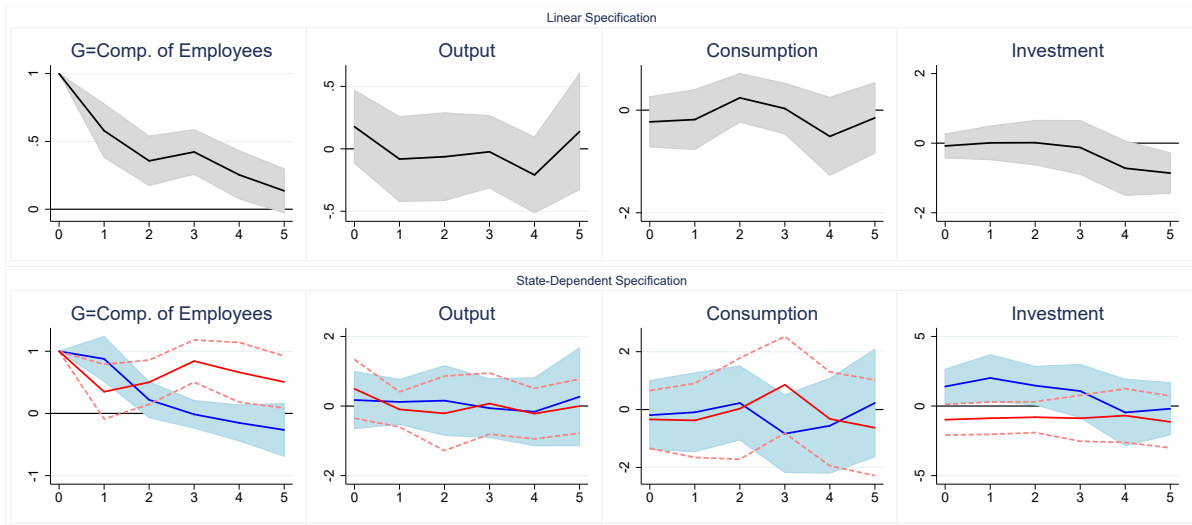 Linear Specification
G=Comp. of Employees
Output
Consumption
Investment
1
.5
0
0 1 2 3 4 5
.5
0
-.5
0 1 2 3 4 5
0
-2
0 1 2 3 4 5
2
0
-2
0 1 2 3 4 5
State-Dependent Specification
G=Comp. of Employees
Output
Consumption
Investment
1
0
-1
0 1 2 3 4 5
2
0
-2
0 1 2 3 4 5
2
0
-2
0 1 2 3 4 5
5
0
-5
0 1 2 3 4 5